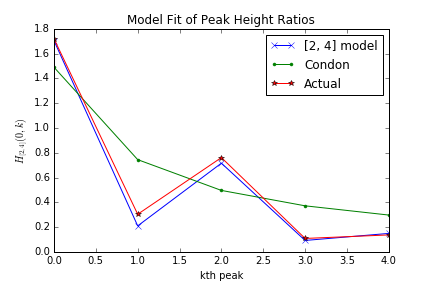 Model Fit of Peak Height Ratios
[2, 4] model
Condon
Actual
H_{(2,4)}(0,k)
1.8
1.6
1.4
1.2
1.0
0.8
0.6
0.4
0.2
0.0
0.0 0.5 1.0 1.5 2.0 2.5 3.0 3.5 4.0
kth peak